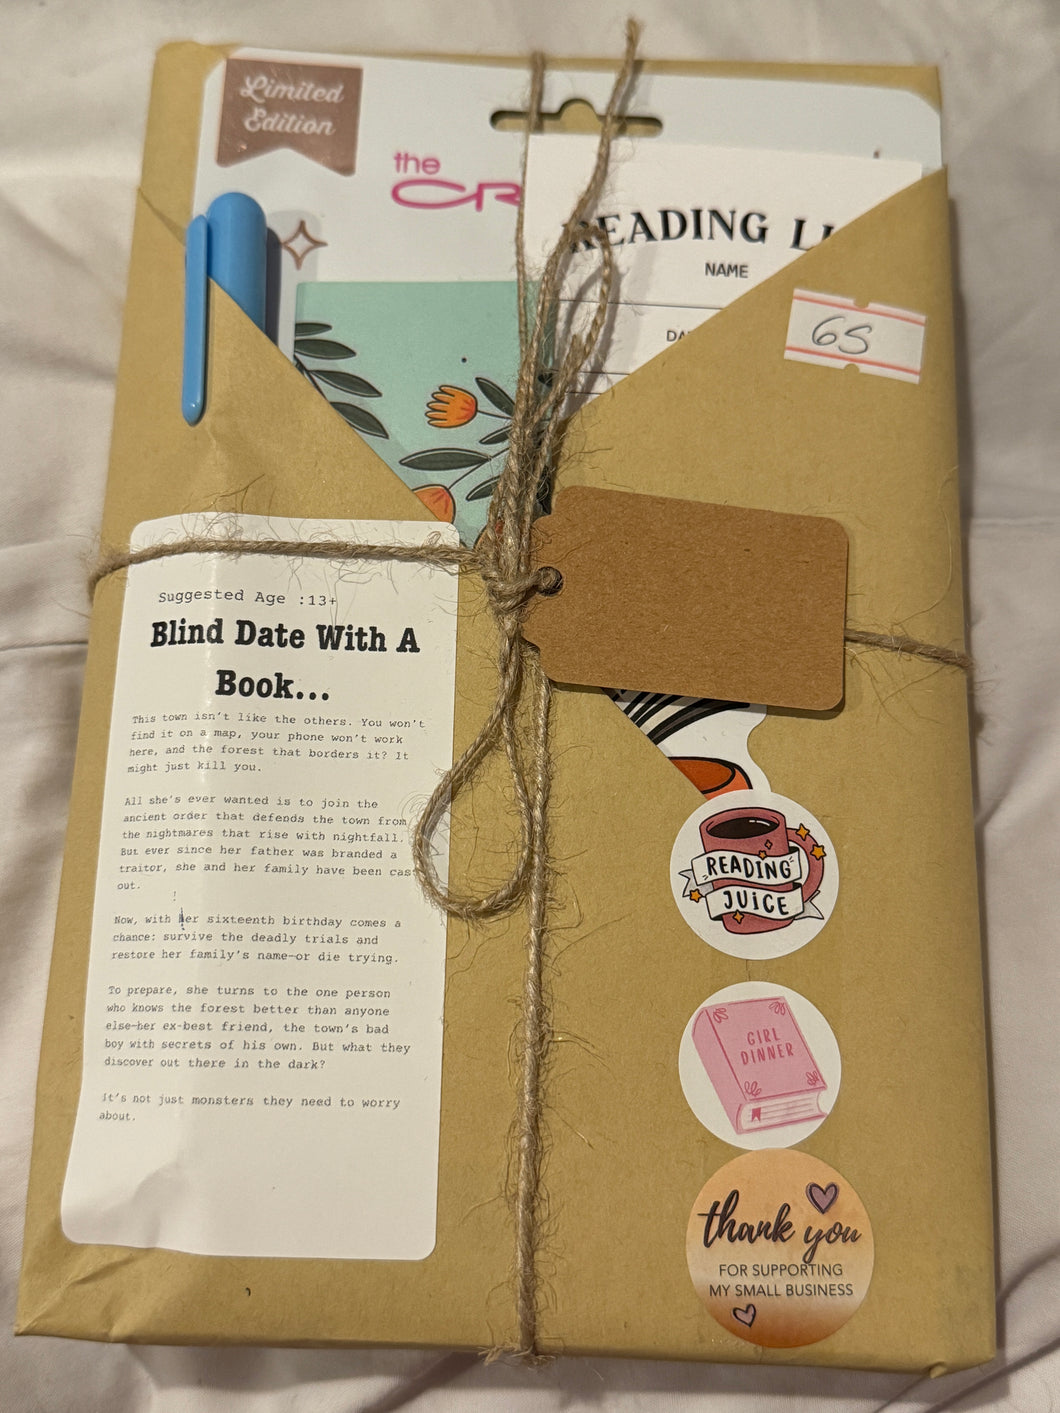 Limited
Edition
the
CR
READING LI
NAME
DA
6S
Suggested Age :13+
Blind Date With A
Book...
This town isn't like the others. You won't
find it on a map, your phone won't work
here, and the forest that borders it? It
might just kill you.
All she's ever wanted is to join the
ancient order that defends the town from
the nightmares that rise with nightfall.
But ever since her father was branded a
traitor, she and her family have been cast
out.
Now, with her sixteenth birthday comes a
chance: survive the deadly trials and
restore her family's name—or die trying.
To prepare, she turns to the one person
who knows the forest better than anyone
else—her ex-best friend, the town's bad
boy with secrets of his own. But what they
discover out there in the dark?
it's not just monsters they need to worry
about.
READING
JUICE
GIRL
DINNER
thank you
FOR SUPPORTING
MY SMALL BUSINESS